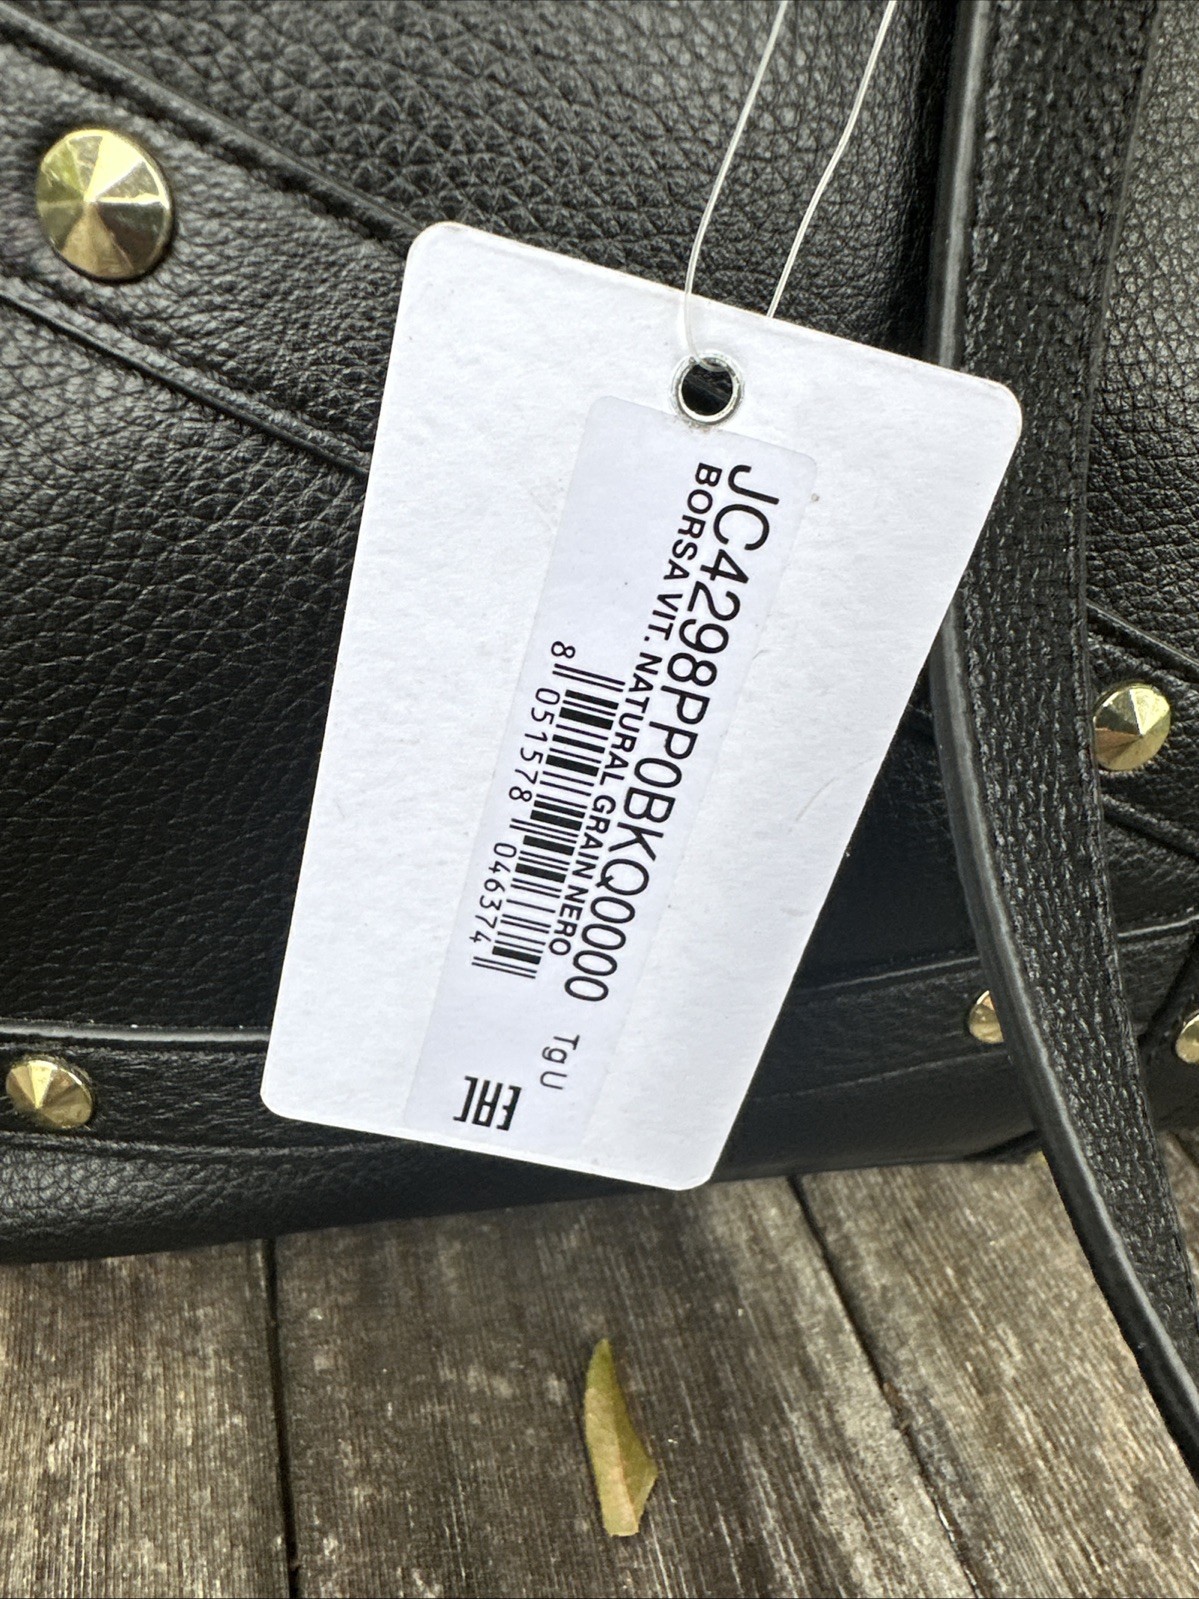 JC4298PP0BKQ0000 TgU
BORSA VIT. NATURAL GRAIN NERO
8 051578 046374
EAC